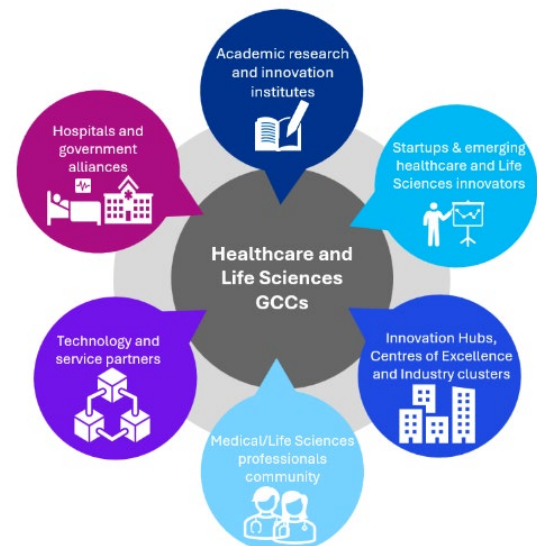 Academic research
and innovation
institutes
Hospitals and
government
alliances
Startups & emerging
healthcare and Life
Sciences innovators
Healthcare and
Life Sciences
GCCs
Technology and
service partners
Innovation Hubs,
Centres of Excellence
and Industry clusters
Medical/Life Sciences
professionals
community